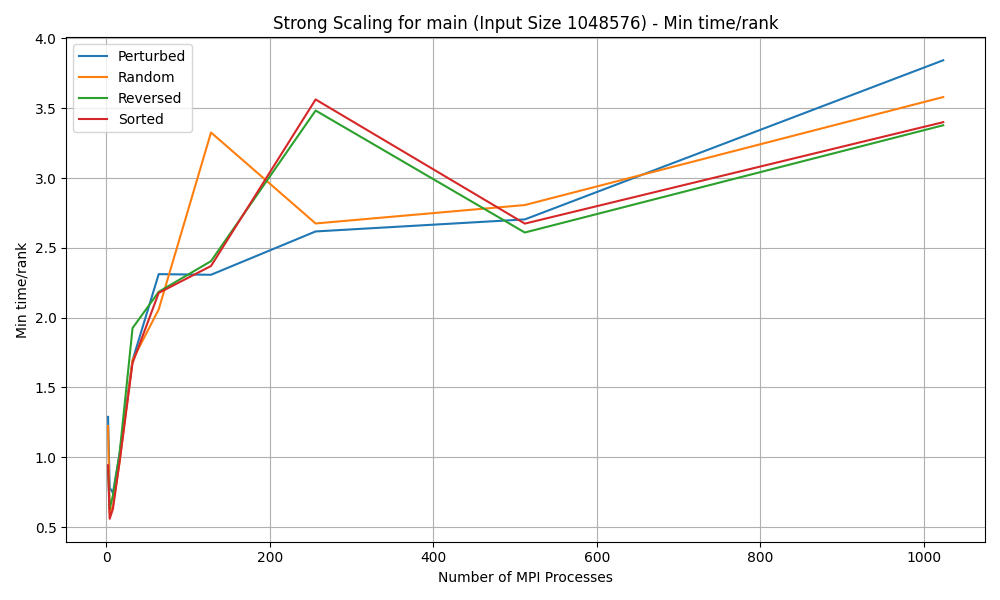 Strong Scaling for main (Input Size 1048576) - Min time/rank
Perturbed
Random
Reversed
Sorted
Min time/rank
4.0
3.5
3.0
2.5
2.0
1.5
1.0
0.5
0
200
400
600
800
1000
Number of MPI Processes